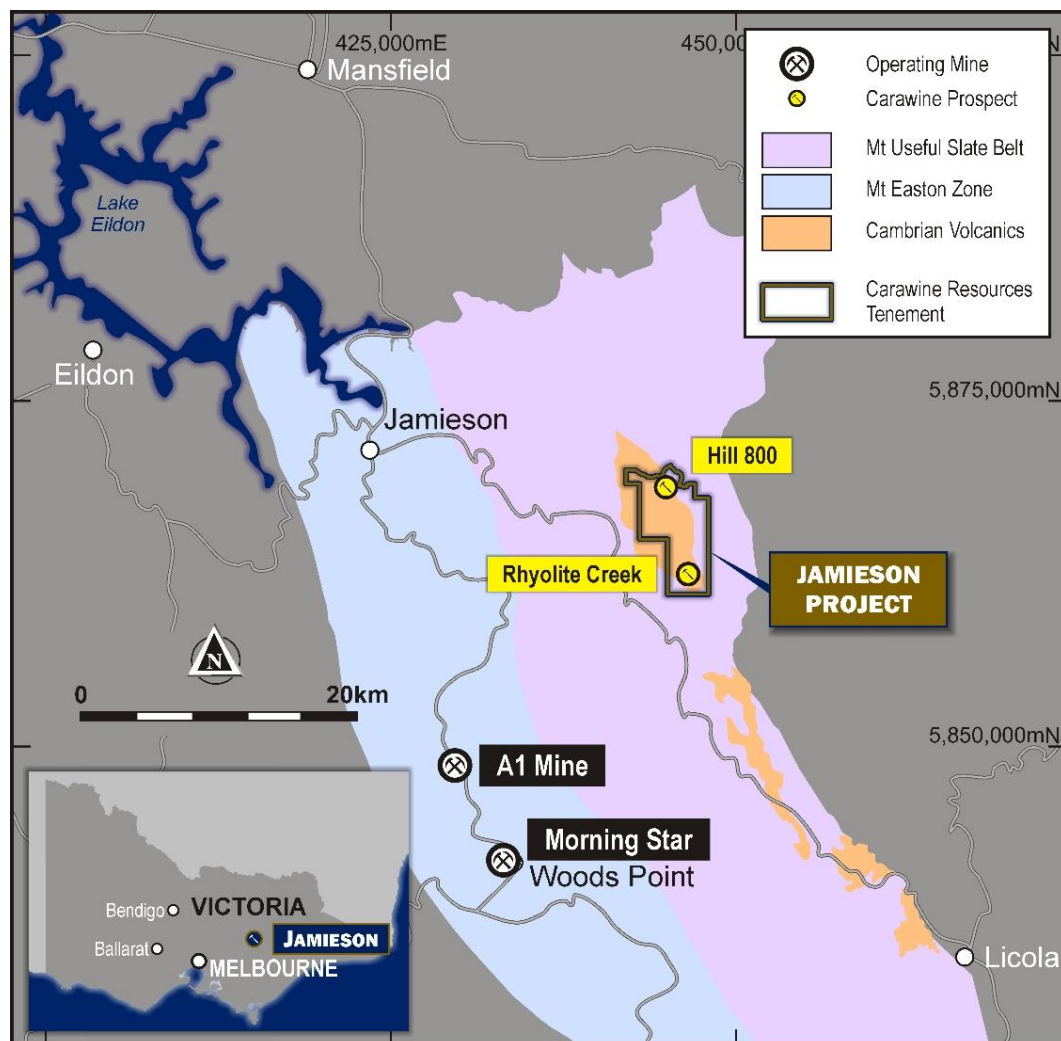 425,000mE
450,000mE
Mansfield
Operating Mine
Carawine Prospect
Mt Useful Slate Belt
Mt Easton Zone
Cambrian Volcanics
Carawine Resources
Tenement
Lake
Eildon
Eildon
5,875,000mN
Jamieson
Hill 800
Rhyolite Creek
JAMIESON
PROJECT
N
0
20km
5,850,000mN
A1 Mine
Morning Star
Woods Point
Licola
Bendigo
VICTORIA
JAMIESON
Ballarat
MELBOURNE